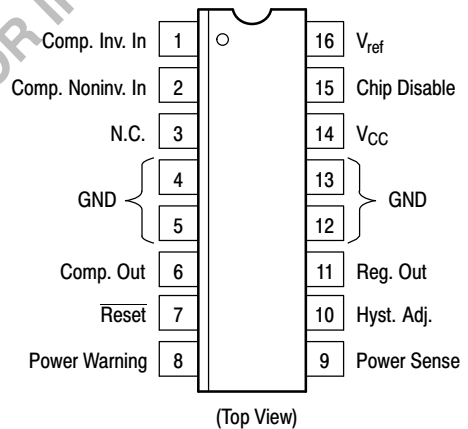 OR IN
Comp. Inv. In 1 16 Vref
Comp. Noninv. In 2 15 Chip Disable
N.C. 3 14 VCC
GND 4 13 GND
5 12
Comp. Out 6 11 Reg. Out
Reset 7 10 Hyst. Adj.
Power Warning 8 9 Power Sense
(Top View)